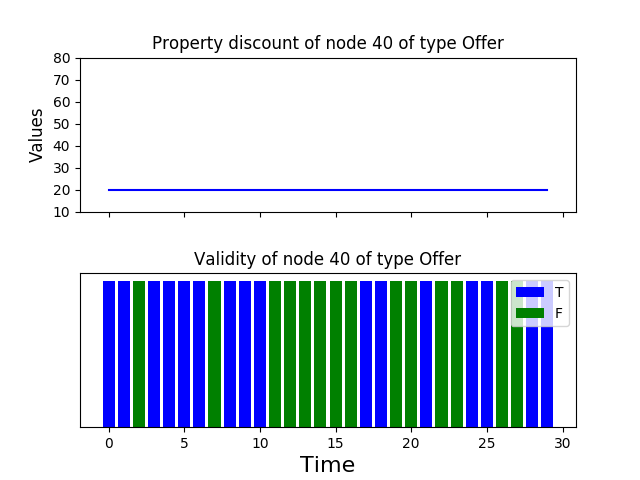 Property discount of node 40 of type Offer
80
70
60
50
40
30
20
10
Values
Validity of node 40 of type Offer
T
F
0 5 10 15 20 25 30
Time